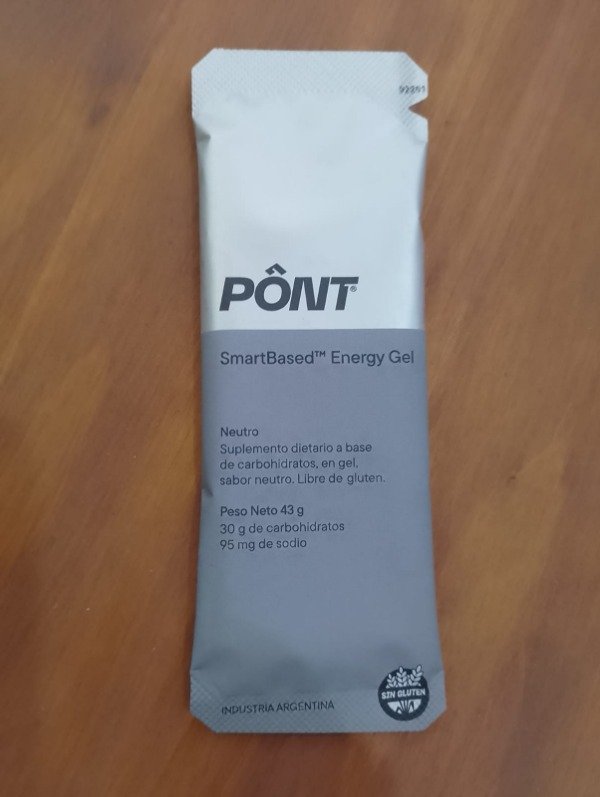 PÔNT®
SmartBased™ Energy Gel
Neutro
Suplemento dietario a base
de carbohidratos, en gel,
sabor neutro. Libre de gluten.
Peso Neto 43 g
30 g de carbohidratos
95 mg de sodio
SIN GLUTEN
INDUSTRIA ARGENTINA